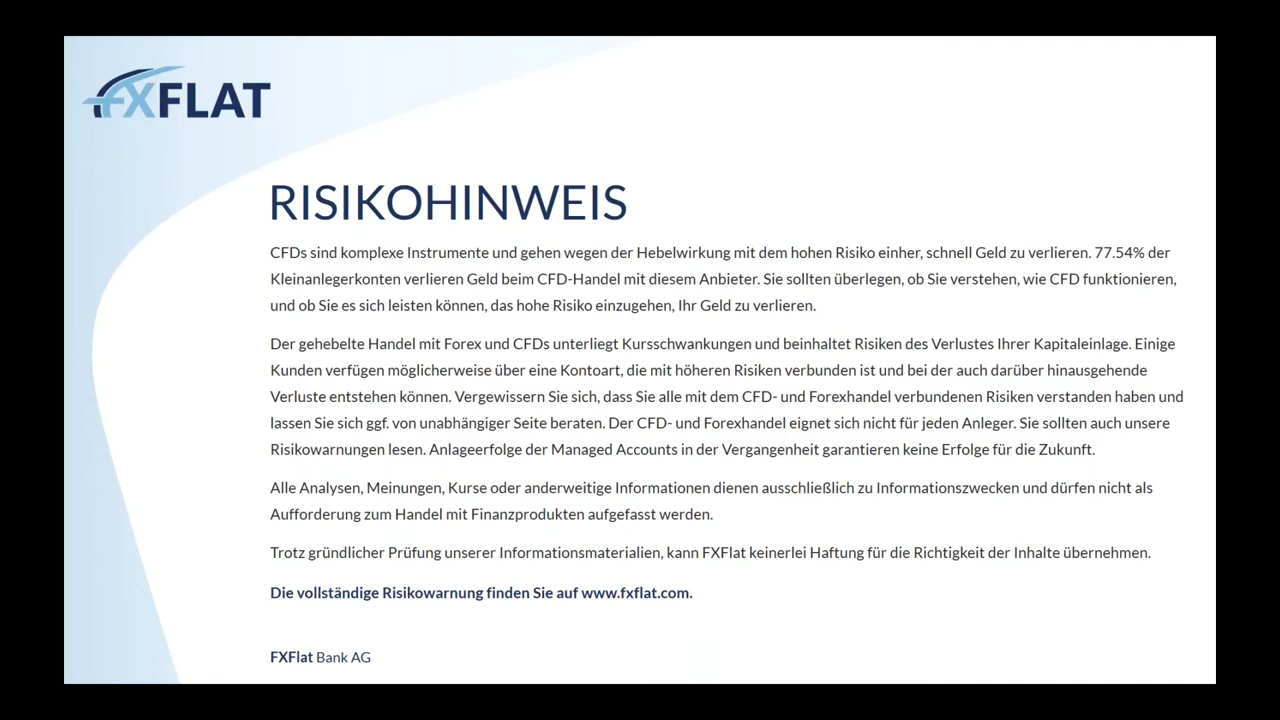 FXFLAT
RISIKOHINWEIS
CFDs sind komplexe Instrumente und gehen wegen der Hebelwirkung mit dem hohen Risiko einher, schnell Geld zu verlieren. 77.54% der
Kleinanlegerkonten verlieren Geld beim CFD-Handel mit diesem Anbieter. Sie sollten überlegen, ob Sie verstehen, wie CFD funktionieren,
und ob Sie es sich leisten können, das hohe Risiko einzugehen, Ihr Geld zu verlieren.
Der gehebelte Handel mit Forex und CFDs unterliegt Kursschwankungen und beinhaltet Risiken des Verlustes Ihrer Kapitaleinlage. Einige
Kunden verfügen möglicherweise über eine Kontoart, die mit höheren Risiken verbunden ist und bei der auch darüber hinausgehende
Verluste entstehen können. Vergewissern Sie sich, dass Sie alle mit dem CFD- und Forexhandel verbundenen Risiken verstanden haben und
lassen Sie sich ggf. von unabhängiger Seite beraten. Der CFD- und Forexhandel eignet sich nicht für jeden Anleger. Sie sollten auch unsere
Risikowarnungen lesen. Anlageerfolge der Managed Accounts in der Vergangenheit garantieren keine Erfolge für die Zukunft.
Alle Analysen, Meinungen, Kurse oder anderweitige Informationen dienen ausschließlich zu Informationszwecken und dürfen nicht als
Aufforderung zum Handel mit Finanzprodukten aufgefasst werden.
Trotz gründlicher Prüfung unserer Informationsmaterialien, kann FXFlat keinerlei Haftung für die Richtigkeit der Inhalte übernehmen.
Die vollständige Risikowarnung finden Sie auf www.fxflat.com.
FXFlat Bank AG